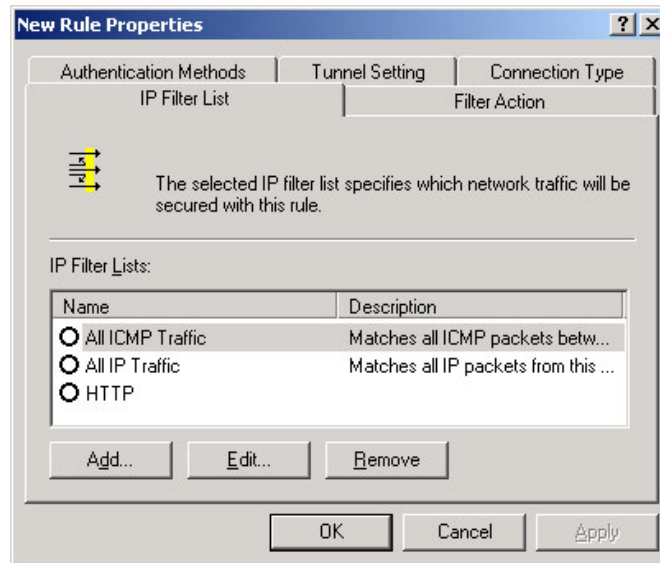 New Rule Properties
Authentication Methods
Tunnel Setting
Connection Type
IP Filter List
Filter Action
The selected IP filter list specifies which network traffic will be
secured with this rule.
IP Filter Lists:
Name
Description
All ICMP Traffic
Matches all ICMP packets betw...
All IP Traffic
Matches all IP packets from this ...
HTTP
Add...
Edit...
Remove
OK
Cancel
Apply